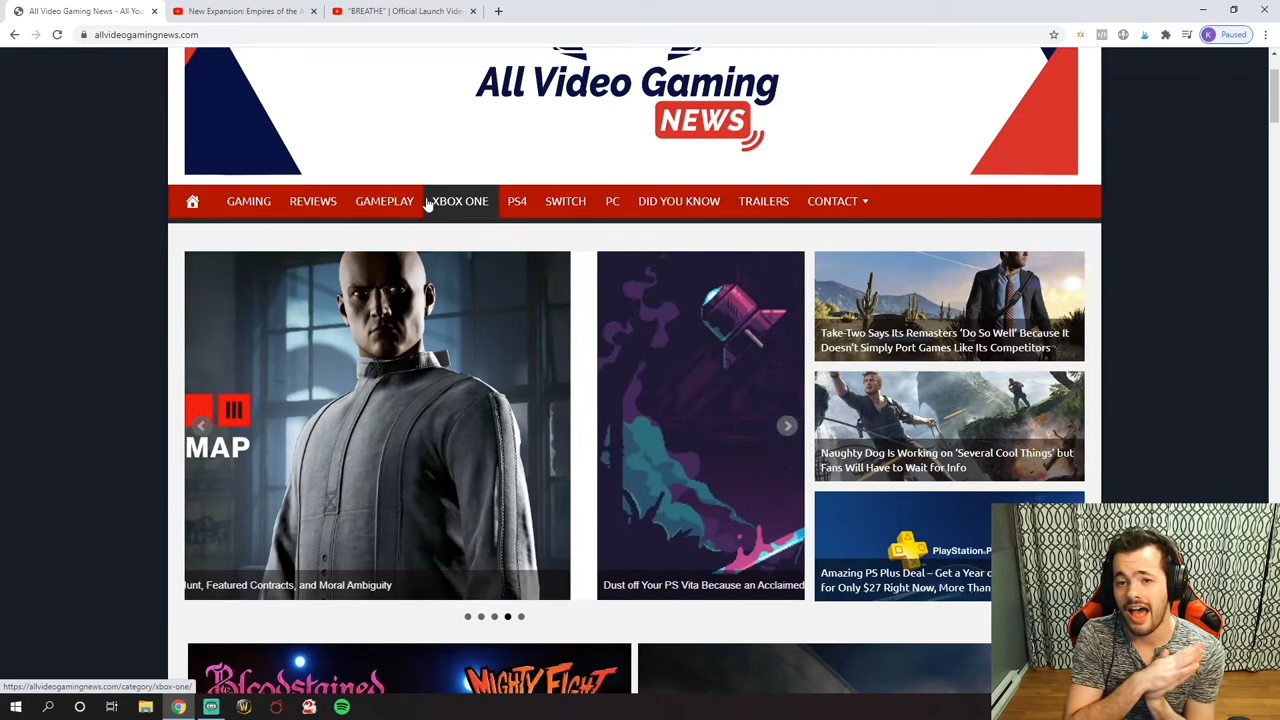 All Video Gaming News - All You
New Expansion: Empires of the A
"BREATHE" | Official Launch Vide
allvideogamingnews.com
K Paused
All Video Gaming
NEWS
GAMING REVIEWS GAMEPLAY XBOX ONE PS4 SWITCH PC DID YOU KNOW TRAILERS CONTACT
III
MAP
Hunt, Featured Contracts, and Moral Ambiguity
Dust off Your PS Vita Because an Acclaimed
Take-Two Says Its Remasters 'Do So Well' Because It
Doesn't Simply Port Games Like Its Competitors
Naughty Dog Is Working on 'Several Cool Things' but
Fans Will Have to Wait for Info
PlayStation P
Amazing PS Plus Deal – Get a Year o
for Only $27 Right Now, More Than
Bloodstained
MIGHTY FIGHT
https://allvideogamingnews.com/category/xbox-one/